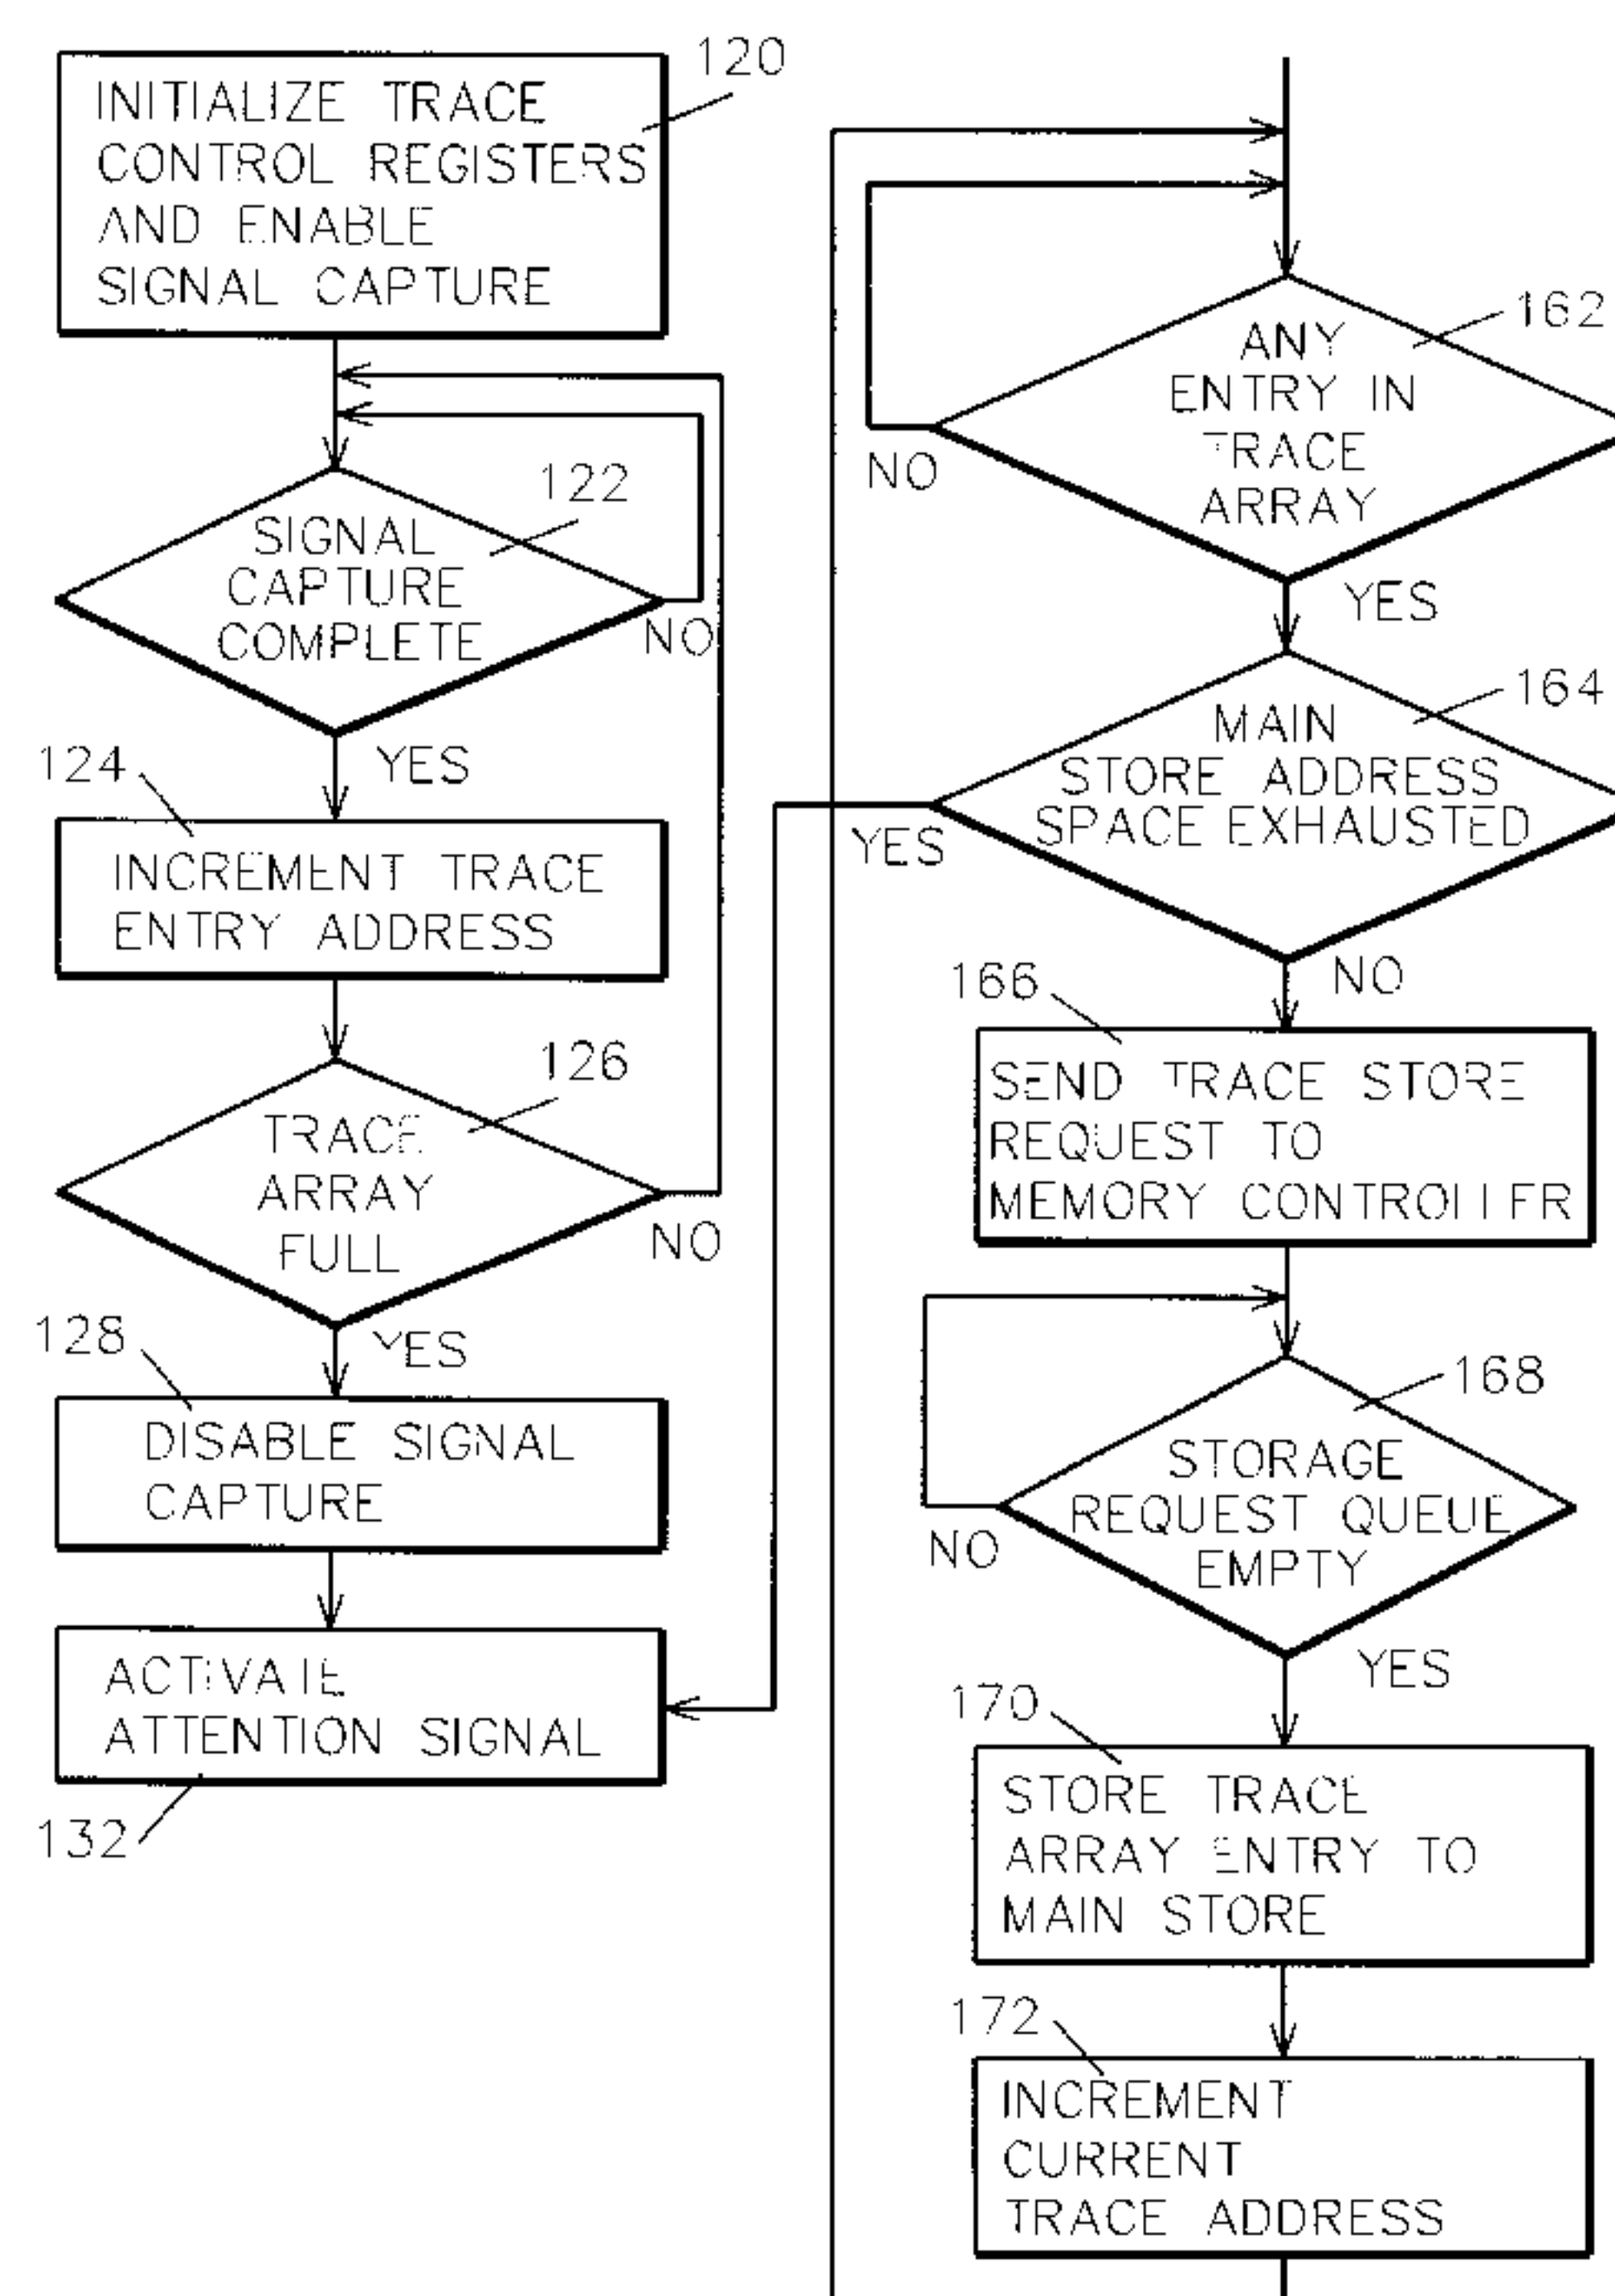 120
INITIALIZE TRACE
CONTROL REGISTERS
AND ENABLE
SIGNAL CAPTURE
122
SIGNAL
CAPTURE
COMPLETE
NO
YES
124
INCREMENT TRACE
ENTRY ADDRESS
126
TRACE
ARRAY
FULL
NO
YES
128
DISABLE SIGNAL
CAPTURE
ACTIVATE
ATTENTION SIGNAL
132
162
ANY
ENTRY IN
TRACE
ARRAY
NO
YES
164
MAIN
STORE ADDRESS
SPACE EXHAUSTED
YES
NO
166
SEND TRACE STORE
REQUEST TO
MEMORY CONTROLLER
168
STORAGE
REQUEST QUEUE
EMPTY
NO
YES
170
STORE TRACE
ARRAY ENTRY TO
MAIN STORE
172
INCREMENT
CURRENT
TRACE ADDRESS